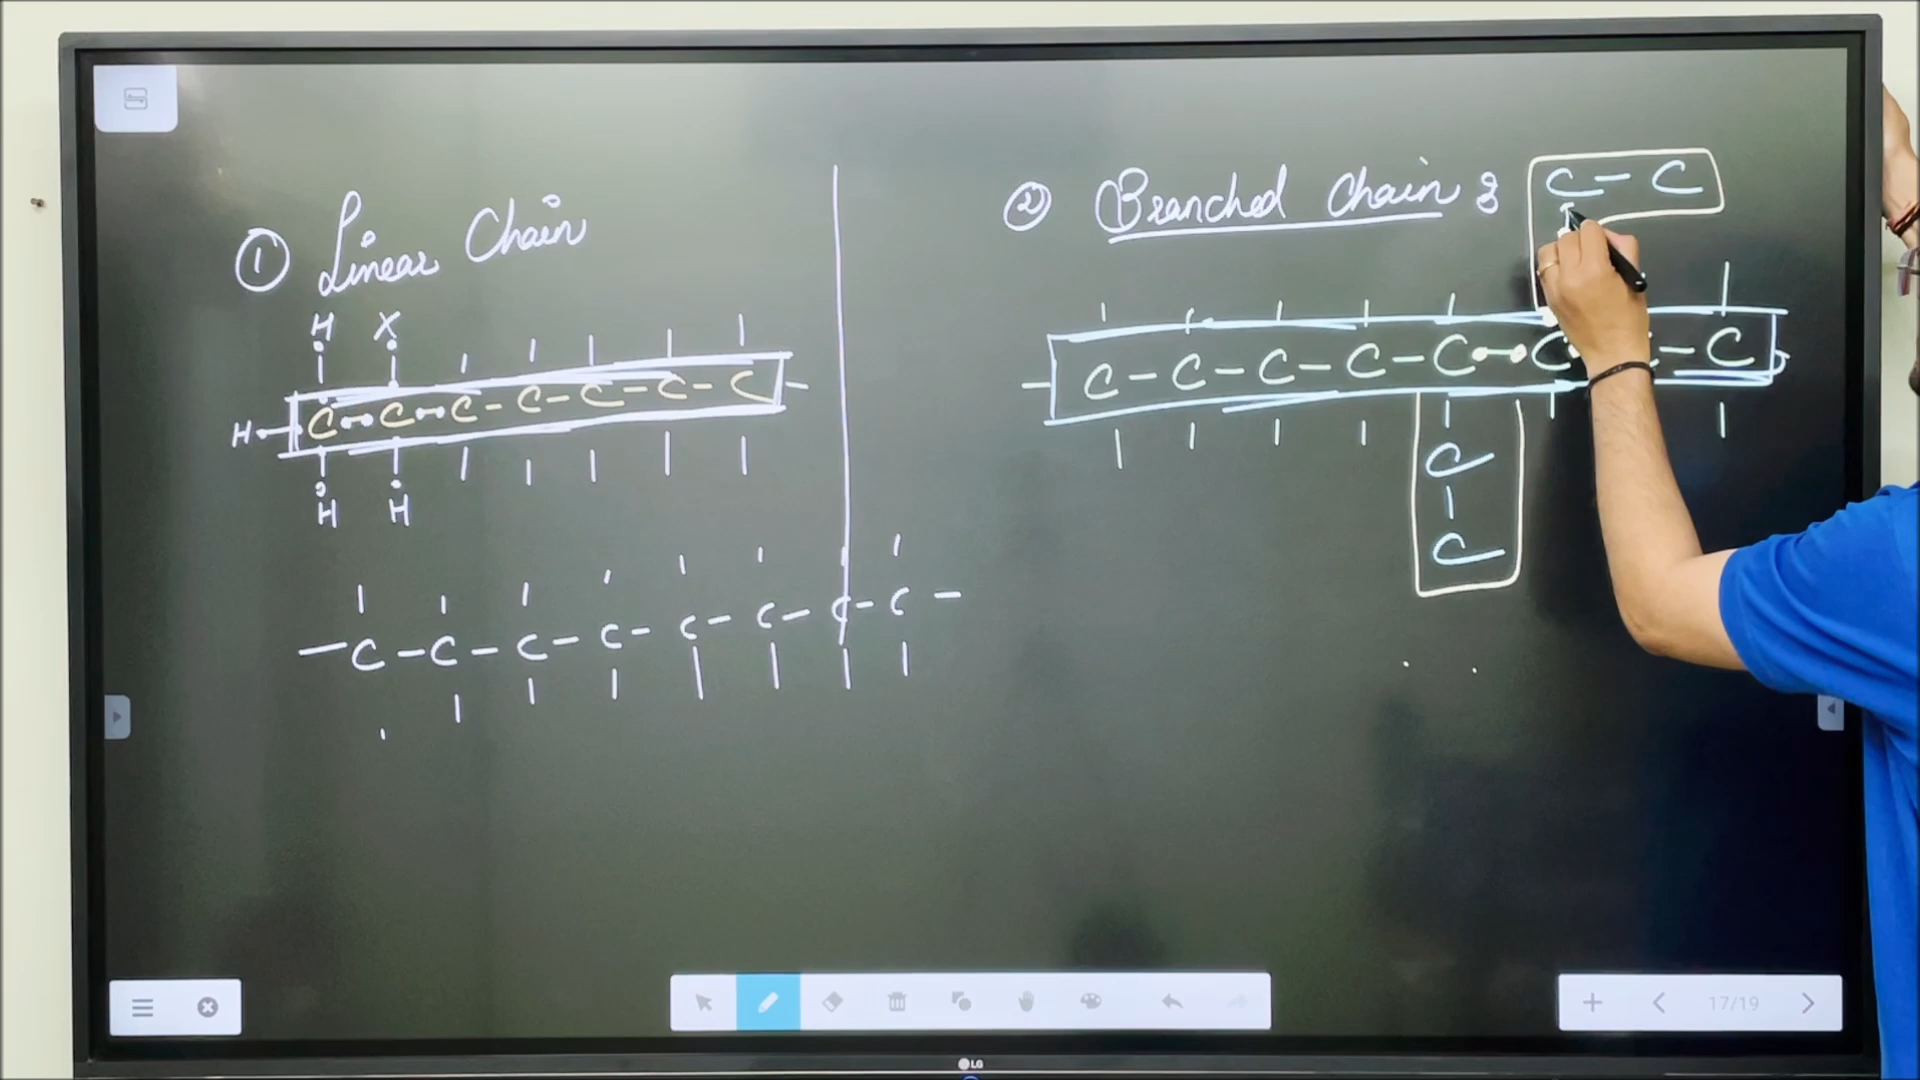 ① Linear Chain
H X
H - C - C - C - C - C - C - C -
H H
- C - C - C - C - C - C - C - C -
② Branched Chain :
C - C
- C - C - C - C - C - C - C - C
C
C
17/19
LG